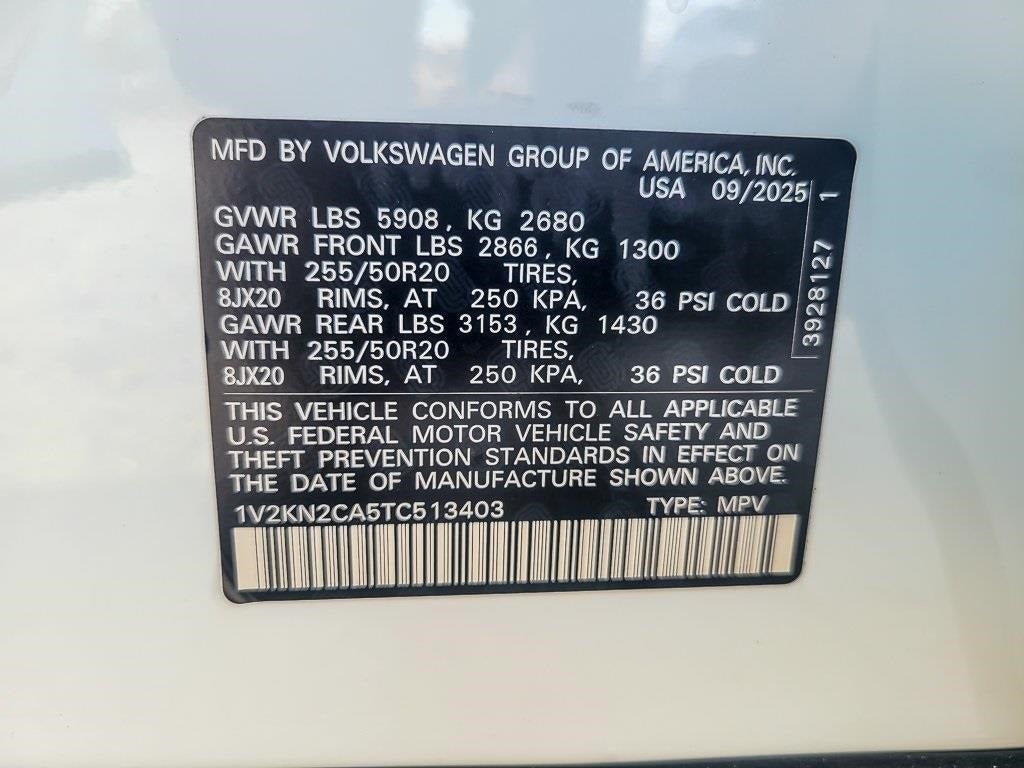 MFD BY VOLKSWAGEN GROUP OF AMERICA, INC.
USA 09/2025
GVWR LBS 5908, KG 2680
GAWR FRONT LBS 2866, KG 1300
WITH 255/50R20 TIRES,
8JX20 RIMS, AT 250 KPA, 36 PSI COLD
GAWR REAR LBS 3153, KG 1430
WITH 255/50R20 TIRES,
8JX20 RIMS, AT 250 KPA, 36 PSI COLD
3928127 1
THIS VEHICLE CONFORMS TO ALL APPLICABLE
U.S. FEDERAL MOTOR VEHICLE SAFETY AND
THEFT PREVENTION STANDARDS IN EFFECT ON
THE DATE OF MANUFACTURE SHOWN ABOVE.
1V2KN2CA5TC513403 TYPE: MPV